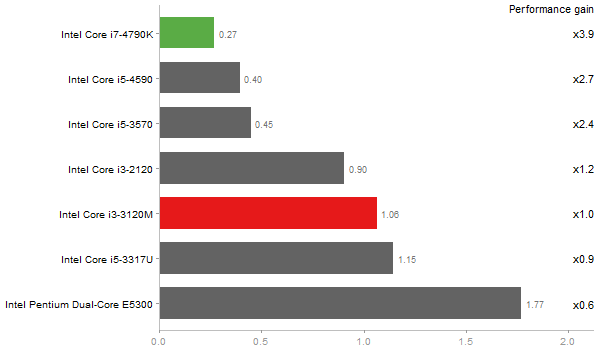 Performance gain
Intel Core i7-4790K 0.27 x3.9
Intel Core i5-4590 0.40 x2.7
Intel Core i5-3570 0.45 x2.4
Intel Core i3-2120 0.90 x1.2
Intel Core i3-3120M 1.06 x1.0
Intel Core i5-3317U 1.15 x0.9
Intel Pentium Dual-Core E5300 1.77 x0.6
0.0 0.5 1.0 1.5 2.0